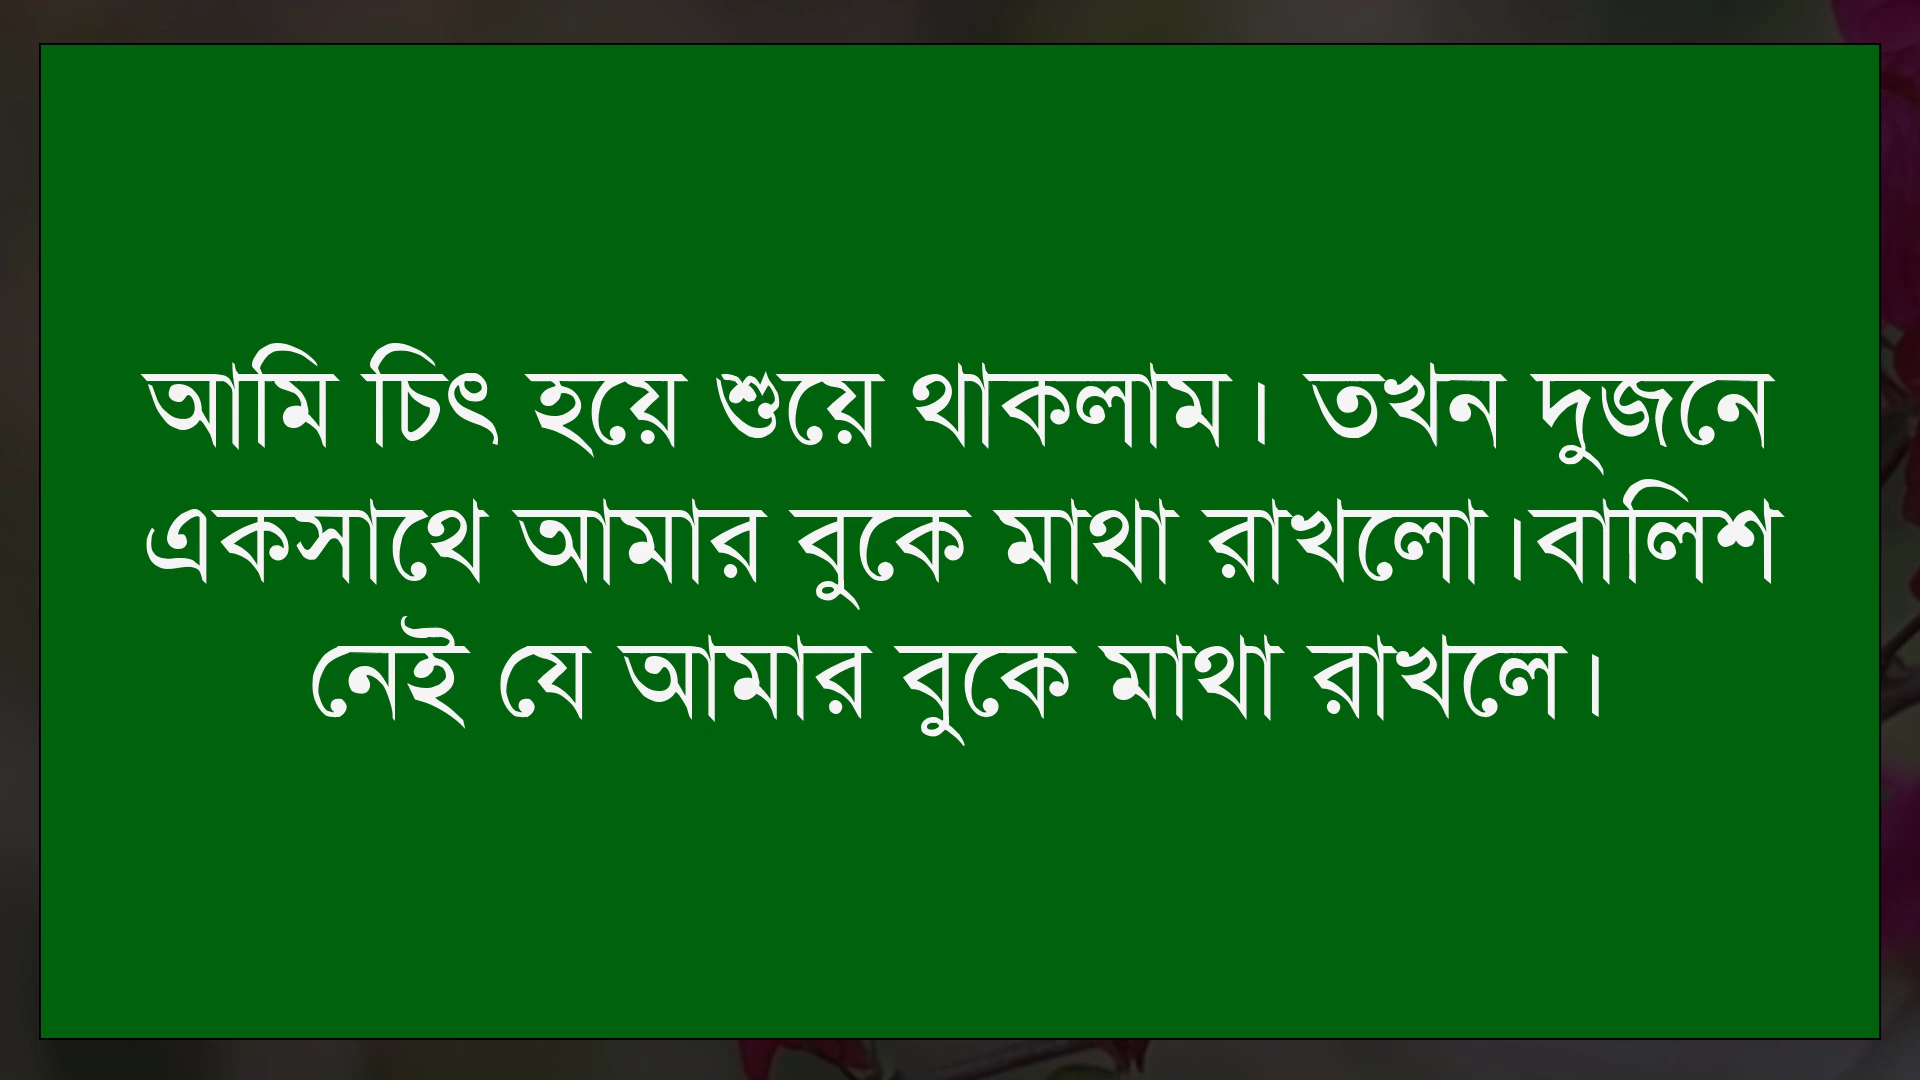 আমি চিৎ হয়ে শুয়ে থাকলাম। তখন দুজনে
একসাথে আমার বুকে মাথা রাখলো।বালিশ
নেই যে আমার বুকে মাথা রাখলে।